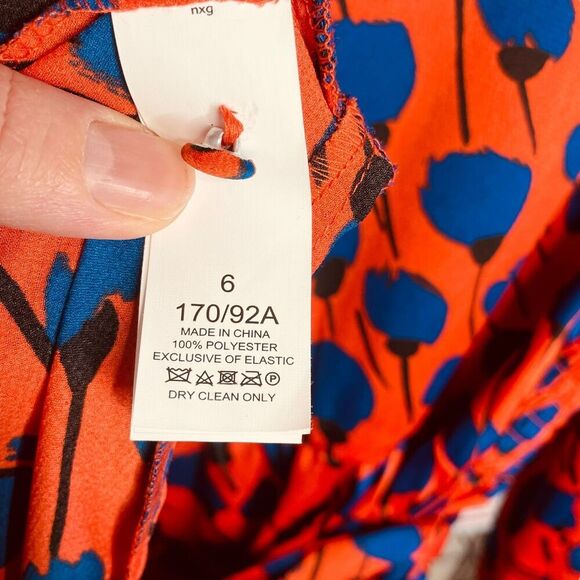 nxg
6
170/92A
MADE IN CHINA
100% POLYESTER
EXCLUSIVE OF ELASTIC
DRY CLEAN ONLY